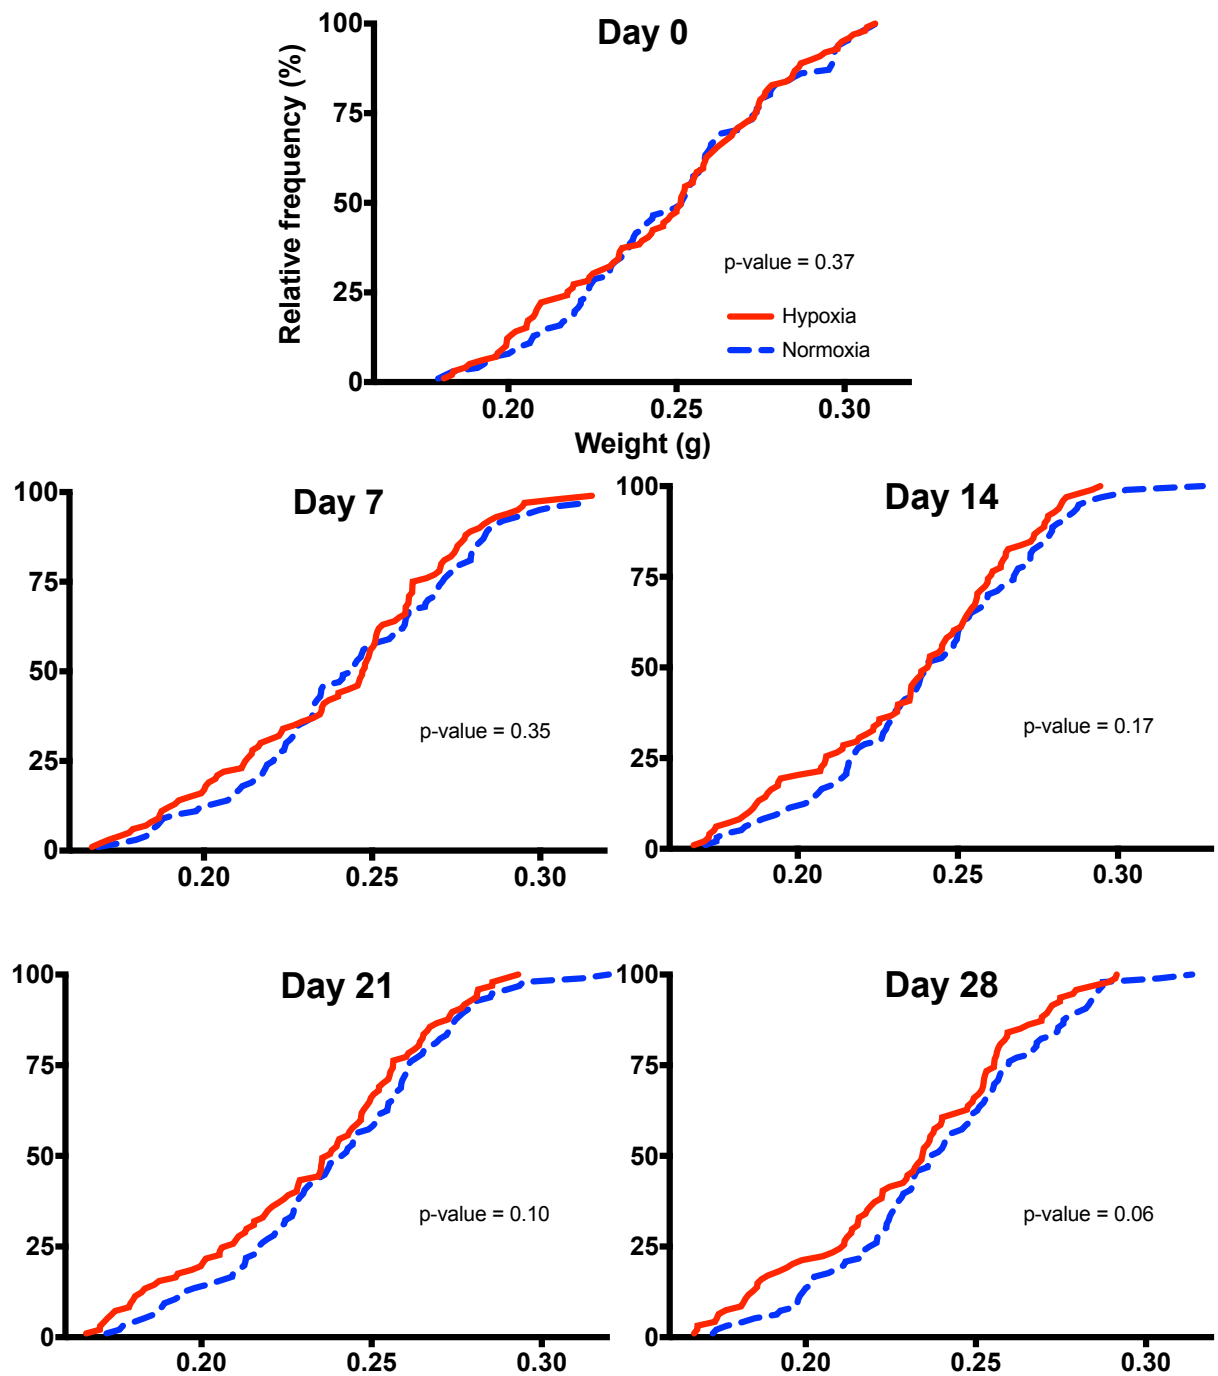 Day 0
100
75
50
25
0
Relative frequency (%)
p-value = 0.37
Hypoxia
Normoxia
0.20 0.25 0.30
Weight (g)
Day 7
100
75
50
25
0
p-value = 0.35
0.20 0.25 0.30
Day 14
100
75
50
25
0
p-value = 0.17
0.20 0.25 0.30
Day 21
100
75
50
25
0
p-value = 0.10
0.20 0.25 0.30
Day 28
100
75
50
25
0
p-value = 0.06
0.20 0.25 0.30